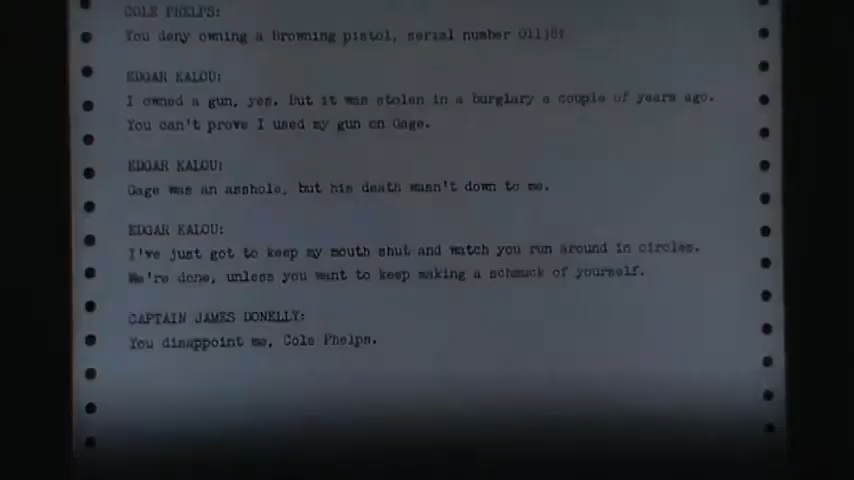 COLE PHELPS:
You deny owning a Browning pistol, serial number
EDGAR KALOU:
I owned a gun, yes. But it was stolen in a burglary a couple of years ago.
You can't prove I used my gun on Gage.
EDGAR KALOU:
Gage was an asshole, but his death wasn't down to me.
EDGAR KALOU:
I've just got to keep my mouth shut and watch you run around in circles.
We're done, unless you want to keep making a schmuck of yourself.
CAPTAIN JAMES DONELLY:
You disappoint me, Cole Phelps.